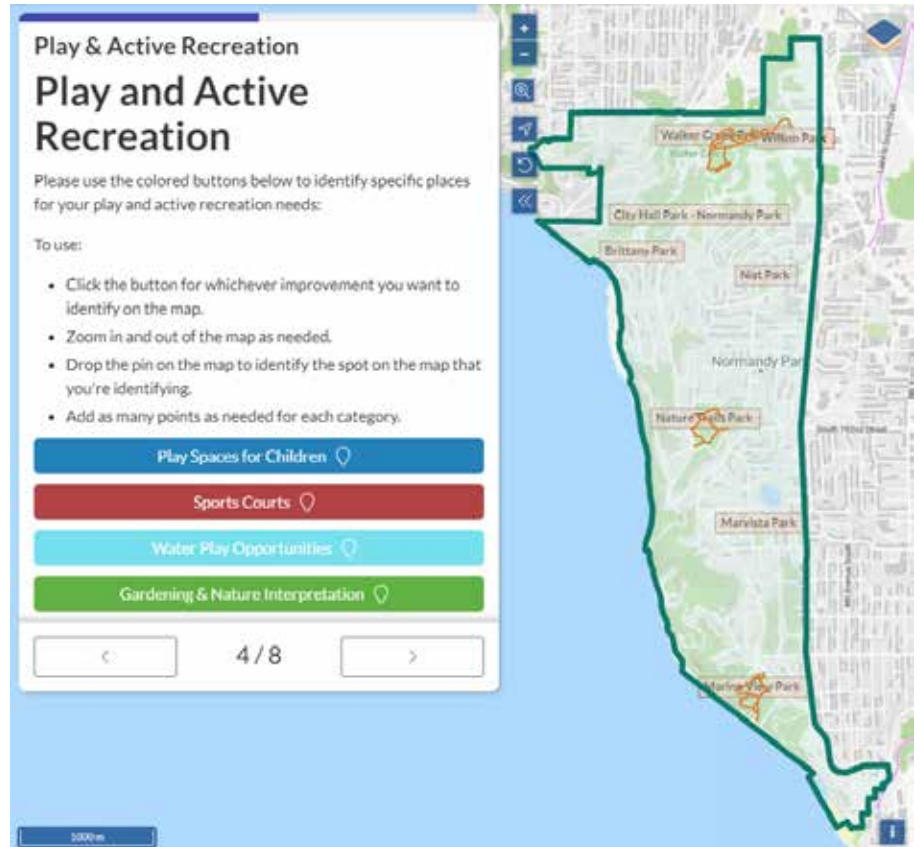 Play & Active Recreation
Play and Active
Recreation
Please use the colored buttons below to identify specific places
for your play and active recreation needs:
To use:
• Click the button for whichever improvement you want to
identify on the map.
• Zoom in and out of the map as needed.
• Drop the pin on the map to identify the spot on the map that
you're identifying.
• Add as many points as needed for each category.
Play Spaces for Children
Sports Courts
Water Play Opportunities
Gardening & Nature Interpretation
< 4 / 8 >
1000 m
+
−
Walker Creek
Wilson Park
City Hall Park - Normandy Park
Brittany Park
Nist Park
Normandy Par
Nature Trails Park
Marvista Park
Marine View Park